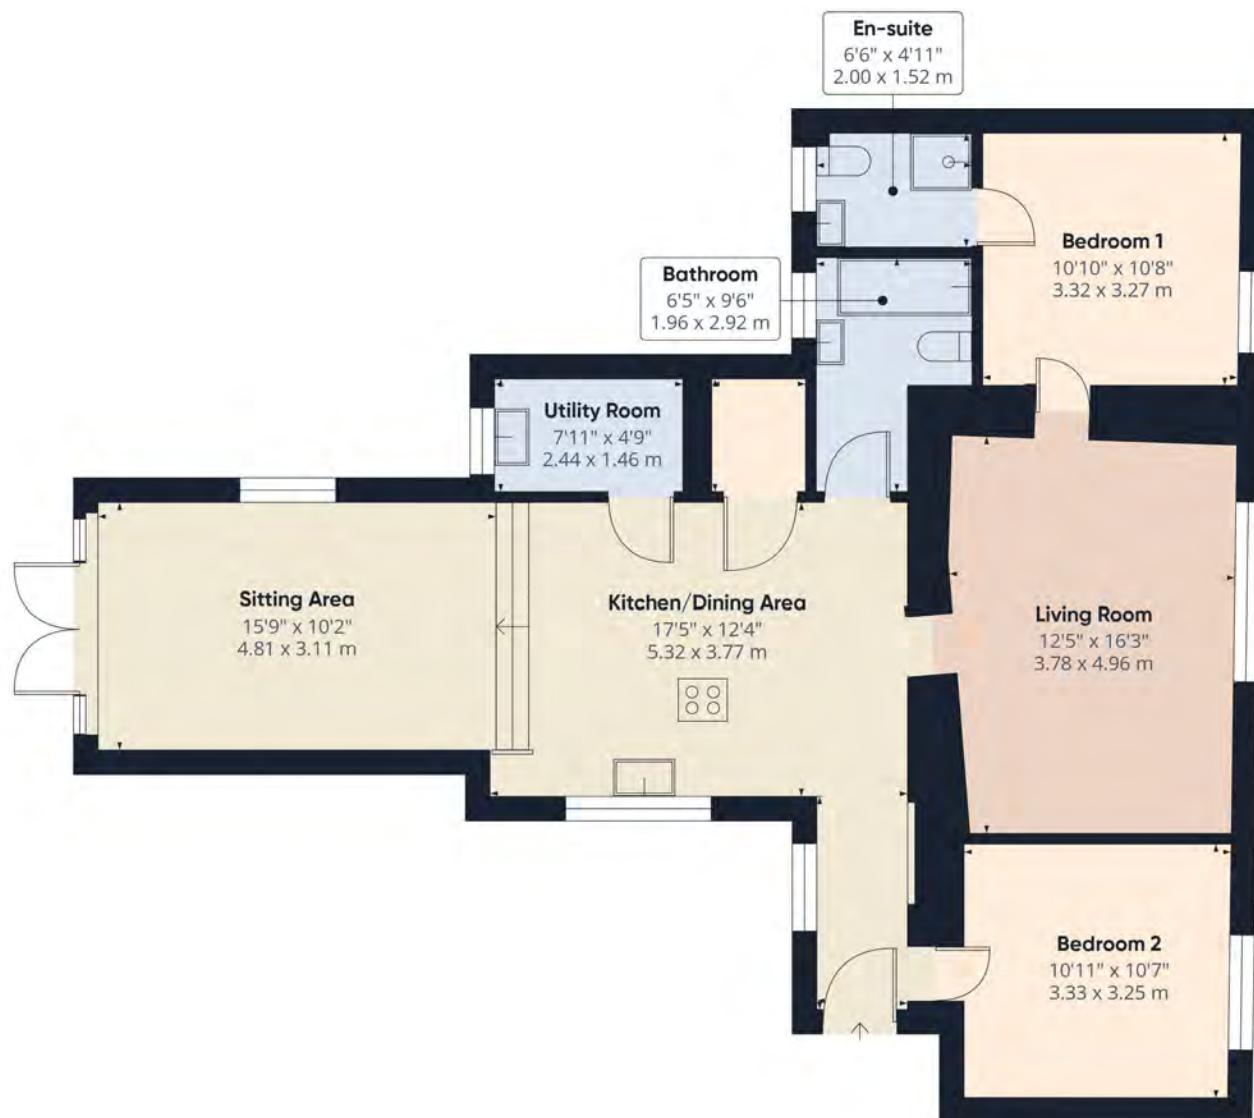 En-suite
6'6" x 4'11"
2.00 x 1.52 m
Bedroom 1
10'10" x 10'8"
3.32 x 3.27 m
Bathroom
6'5" x 9'6"
1.96 x 2.92 m
Utility Room
7'11" x 4'9"
2.44 x 1.46 m
Sitting Area
15'9" x 10'2"
4.81 x 3.11 m
Kitchen/Dining Area
17'5" x 12'4"
5.32 x 3.77 m
Living Room
12'5" x 16'3"
3.78 x 4.96 m
Bedroom 2
10'11" x 10'7"
3.33 x 3.25 m